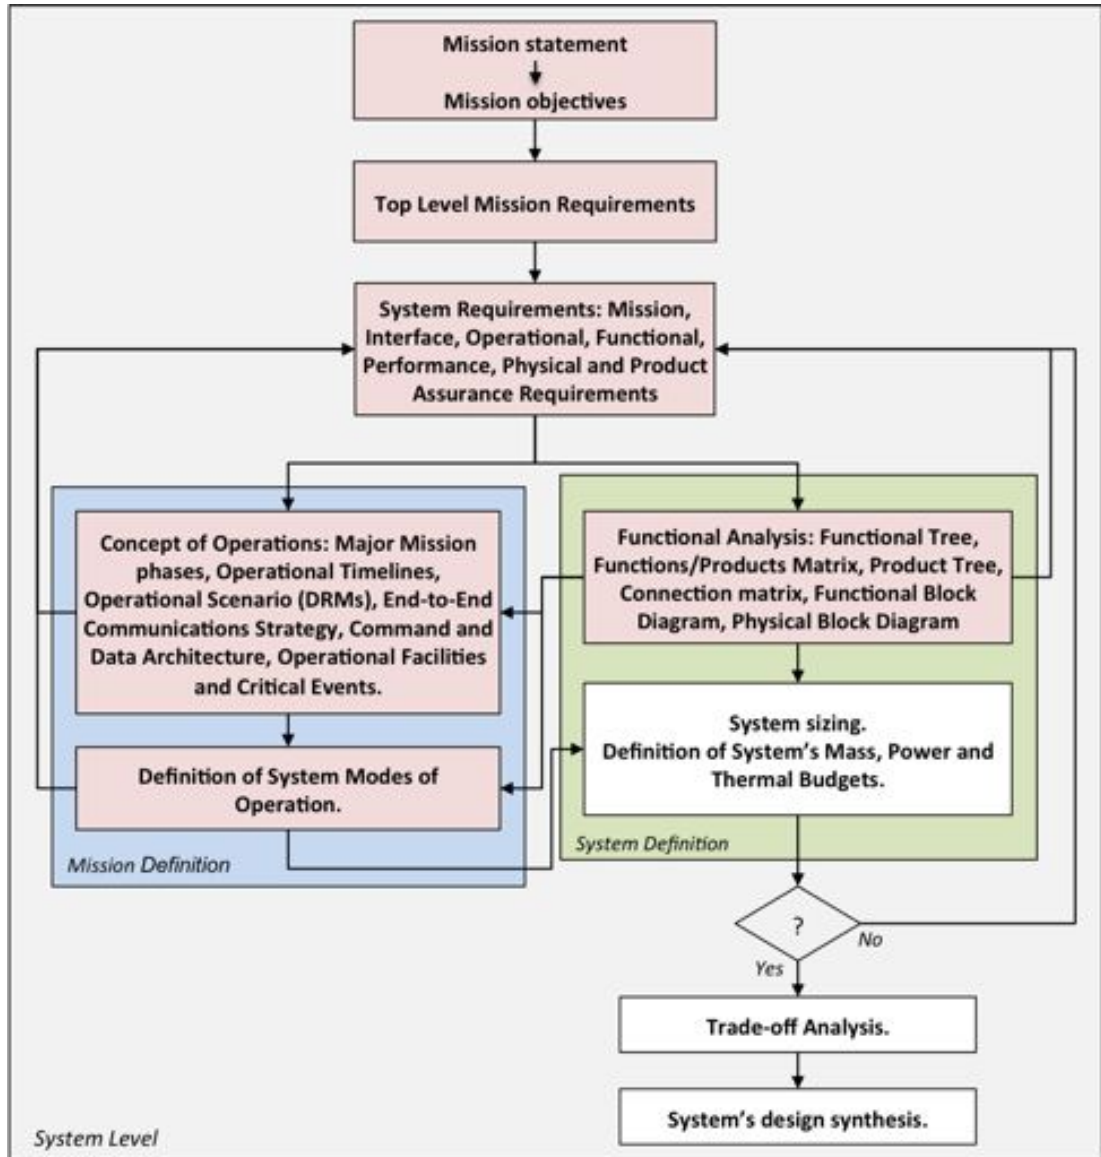 Mission statement
Mission objectives
Top Level Mission Requirements
System Requirements: Mission,
Interface, Operational, Functional,
Performance, Physical and Product
Assurance Requirements
Concept of Operations: Major Mission
phases, Operational Timelines,
Operational Scenario (DRMs), End-to-End
Communications Strategy, Command and
Data Architecture, Operational Facilities
and Critical Events.
Definition of System Modes of
Operation.
Mission Definition
Functional Analysis: Functional Tree,
Functions/Products Matrix, Product Tree,
Connection matrix, Functional Block
Diagram, Physical Block Diagram
System sizing.
Definition of System's Mass, Power and
Thermal Budgets.
System Definition
?
No
Yes
Trade-off Analysis.
System's design synthesis.
System Level